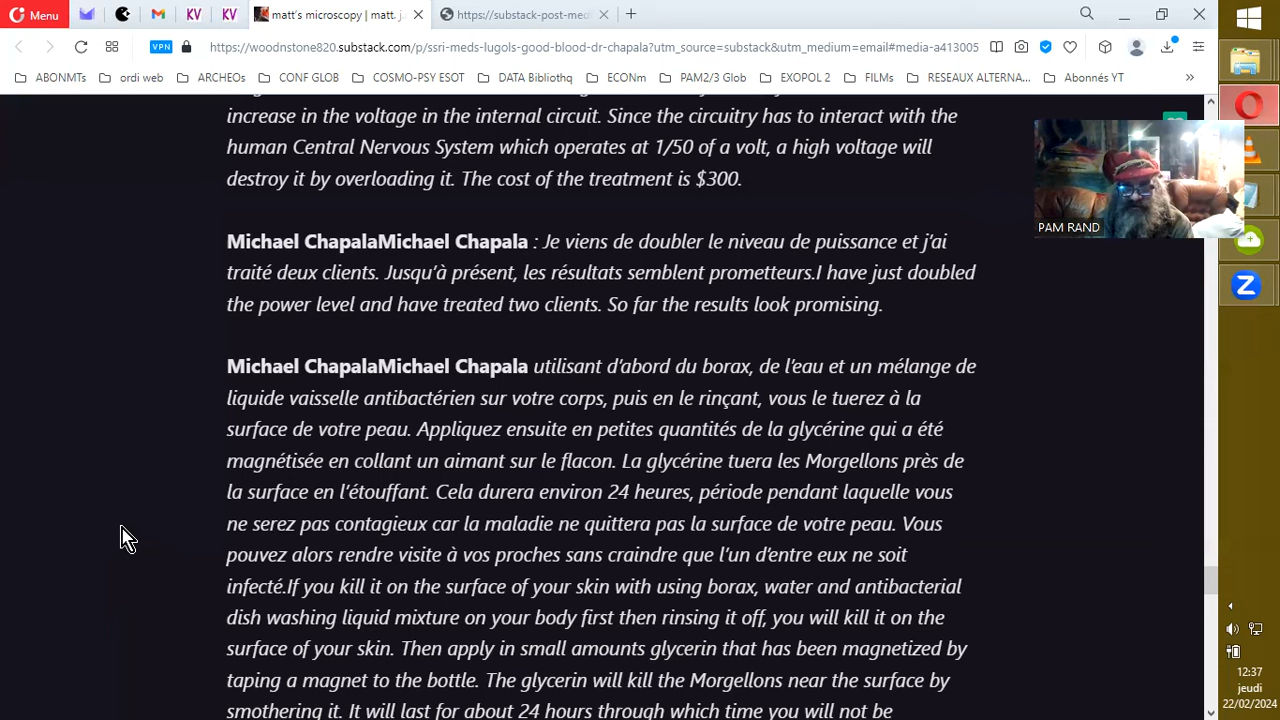 Menu
KV
KV
matt's microscopy | matt. j
https://substack-post-med
VPN
https://woodnstone820.substack.com/p/ssri-meds-lugols-good-blood-dr-chapala?utm_source=substack&utm_medium=email#media-a413005
ABONMTs
ordi web
ARCHEOs
CONF GLOB
COSMO-PSY ESOT
DATA Biblithq
ECONm
PAM2/3 Glob
EXOPOL 2
FILMs
RESEAUX ALTERNA...
Abonnés YT
increase in the voltage in the internal circuit. Since the circuitry has to interact with the
human Central Nervous System which operates at 1/50 of a volt, a high voltage will
destroy it by overloading it. The cost of the treatment is $300.
PAM RAND
Michael ChapalaMichael Chapala : Je viens de doubler le niveau de puissance et j'ai
traité deux clients. Jusqu'à présent, les résultats semblent prometteurs.I have just doubled
the power level and have treated two clients. So far the results look promising.
Michael ChapalaMichael Chapala utilisant d'abord du borax, de l'eau et un mélange de
liquide vaisselle antibactérien sur votre corps, puis en le rinçant, vous le tuerez à la
surface de votre peau. Appliquez ensuite en petites quantités de la glycérine qui a été
magnétisée en collant un aimant sur le flacon. La glycérine tuera les Morgellons près de
la surface en l'étouffant. Cela durera environ 24 heures, période pendant laquelle vous
ne serez pas contagieux car la maladie ne quittera pas la surface de votre peau. Vous
pouvez alors rendre visite à vos proches sans craindre que l'un d'entre eux ne soit
infecté.If you kill it on the surface of your skin with using borax, water and antibacterial
dish washing liquid mixture on your body first then rinsing it off, you will kill it on the
surface of your skin. Then apply in small amounts glycerin that has been magnetized by
taping a magnet to the bottle. The glycerin will kill the Morgellons near the surface by
smothering it. It will last for about 24 hours through which time you will not be
12:37
jeudi
22/02/2024